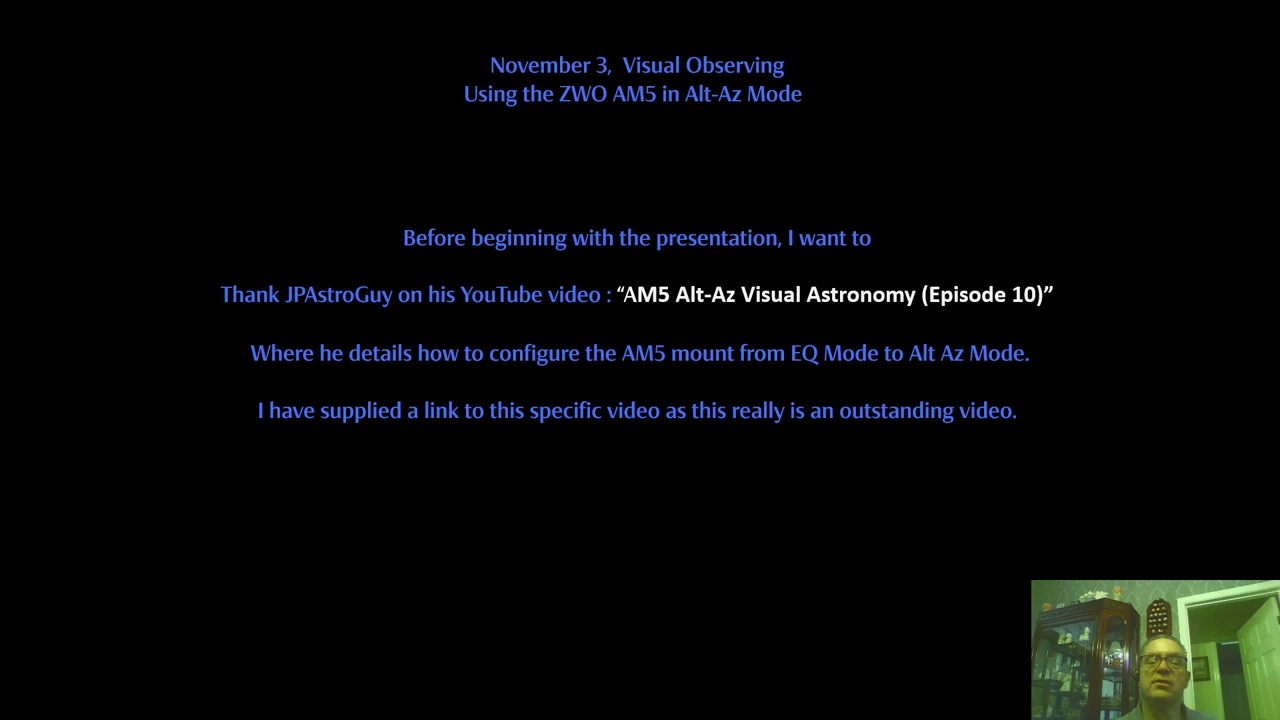 November 3,  Visual Observing
Using the ZWO AM5 in Alt-Az Mode
Before beginning with the presentation, I want to
Thank JPAstroGuy on his YouTube video : “AM5 Alt-Az Visual Astronomy (Episode 10)”
Where he details how to configure the AM5 mount from EQ Mode to Alt Az Mode.
I have supplied a link to this specific video as this really is an outstanding video.